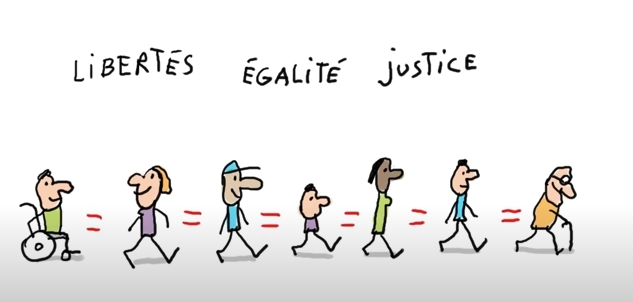 LiBERTÉS ÉGALiTÉ justice
= = = = = =